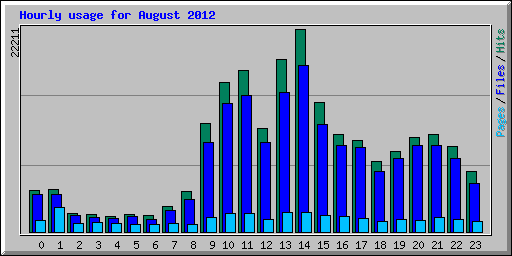 Hourly usage for August 2012
22211
Pages / Files / Hits
0 1 2 3 4 5 6 7 8 9 10 11 12 13 14 15 16 17 18 19 20 21 22 23